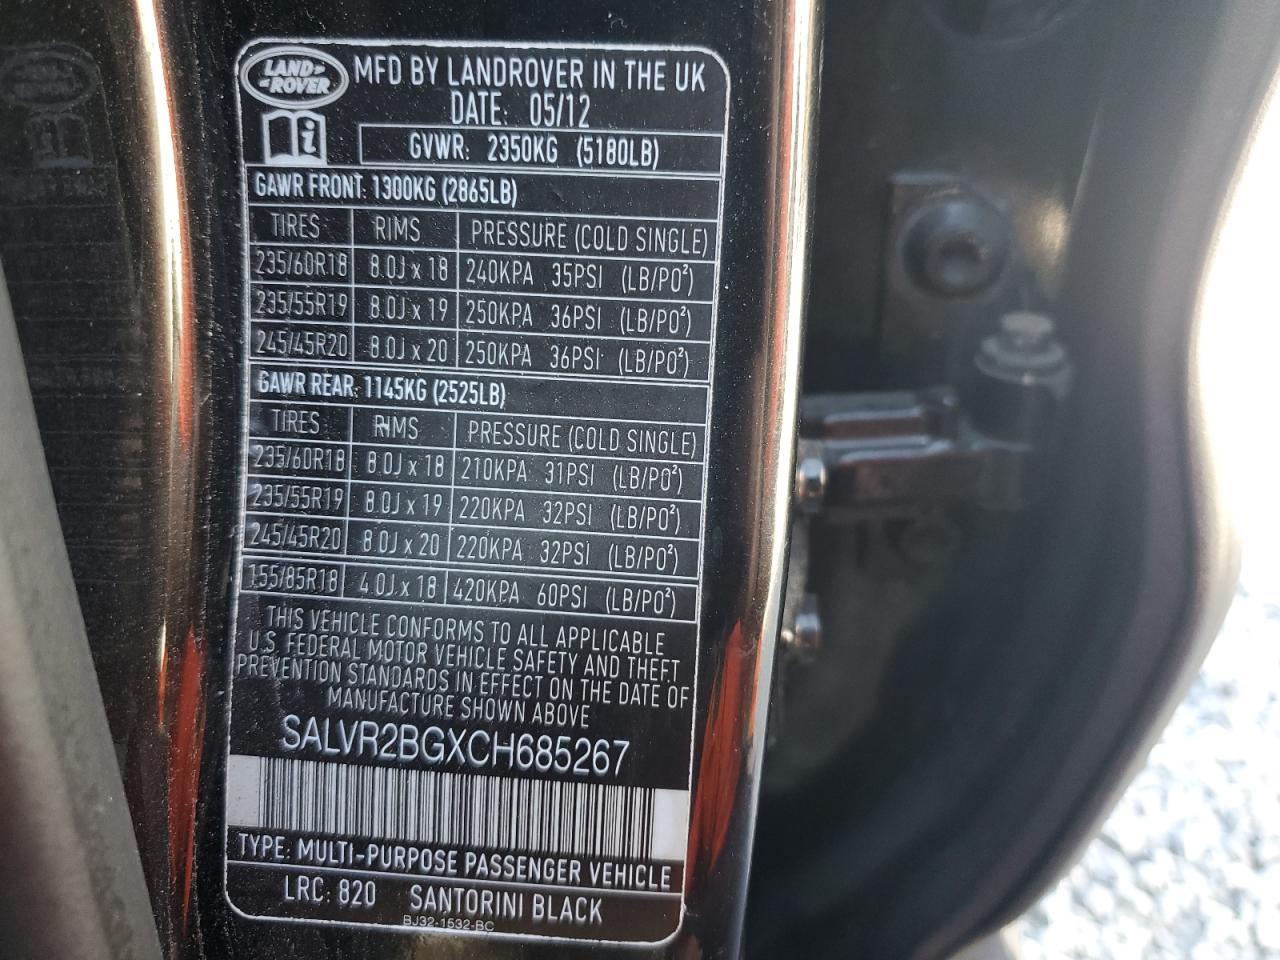 LAND ROVER
MFD BY LANDROVER IN THE UK
DATE: 05/12
i
GVWR: 2350KG (5180LB)
GAWR FRONT: 1300KG (2865LB)
TIRES RIMS PRESSURE (COLD SINGLE)
235/60R18 8.0J x 18 240KPA 35PSI (LB/PO²)
235/55R19 8.0J x 19 250KPA 36PSI (LB/PO²)
245/45R20 8.0J x 20 250KPA 36PSI (LB/PO²)
GAWR REAR: 1145KG (2525LB)
TIRES RIMS PRESSURE (COLD SINGLE)
235/60R18 8.0J x 18 210KPA 31PSI (LB/PO²)
235/55R19 8.0J x 19 220KPA 32PSI (LB/PO²)
245/45R20 8.0J x 20 220KPA 32PSI (LB/PO²)
155/85R18 4.0J x 18 420KPA 60PSI (LB/PO²)
THIS VEHICLE CONFORMS TO ALL APPLICABLE
U.S. FEDERAL MOTOR VEHICLE SAFETY AND THEFT
PREVENTION STANDARDS IN EFFECT ON THE DATE OF
MANUFACTURE SHOWN ABOVE
SALVR2BGXCH685267
TYPE: MULTI-PURPOSE PASSENGER VEHICLE
LRC: 820 SANTORINI BLACK
BJ32-1532-BC